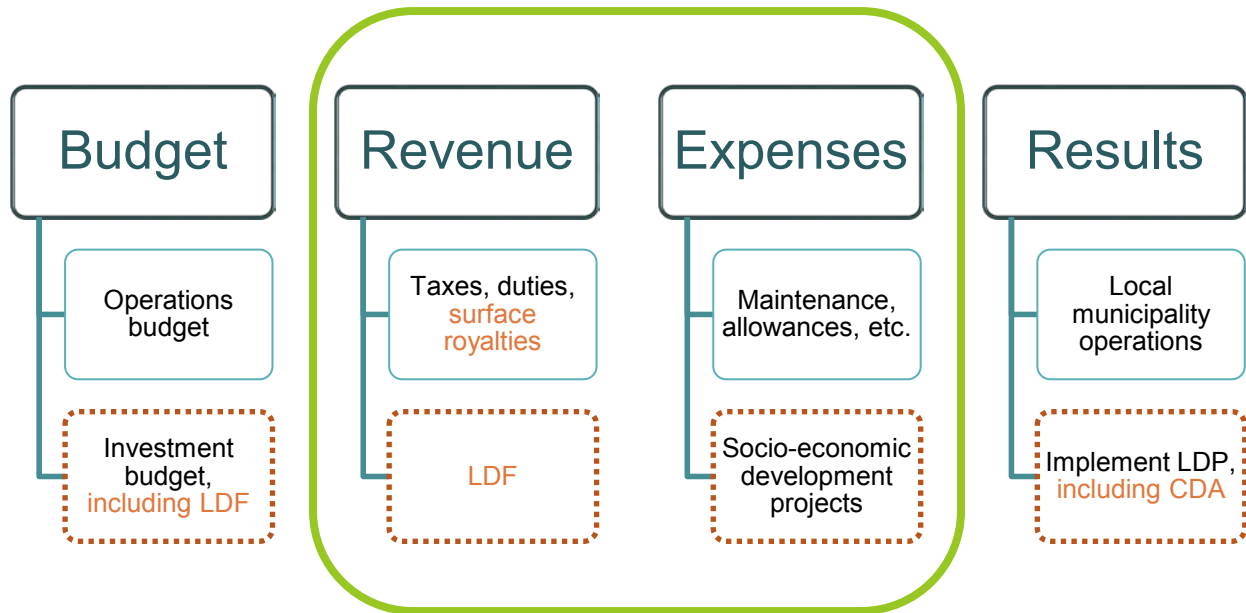 Budget
Operations
budget
Investment
budget,
including LDF
Revenue
Taxes, duties,
surface
royalties
LDF
Expenses
Maintenance,
allowances, etc.
Socio-economic
development
projects
Results
Local
municipality
operations
Implement LDP,
including CDA